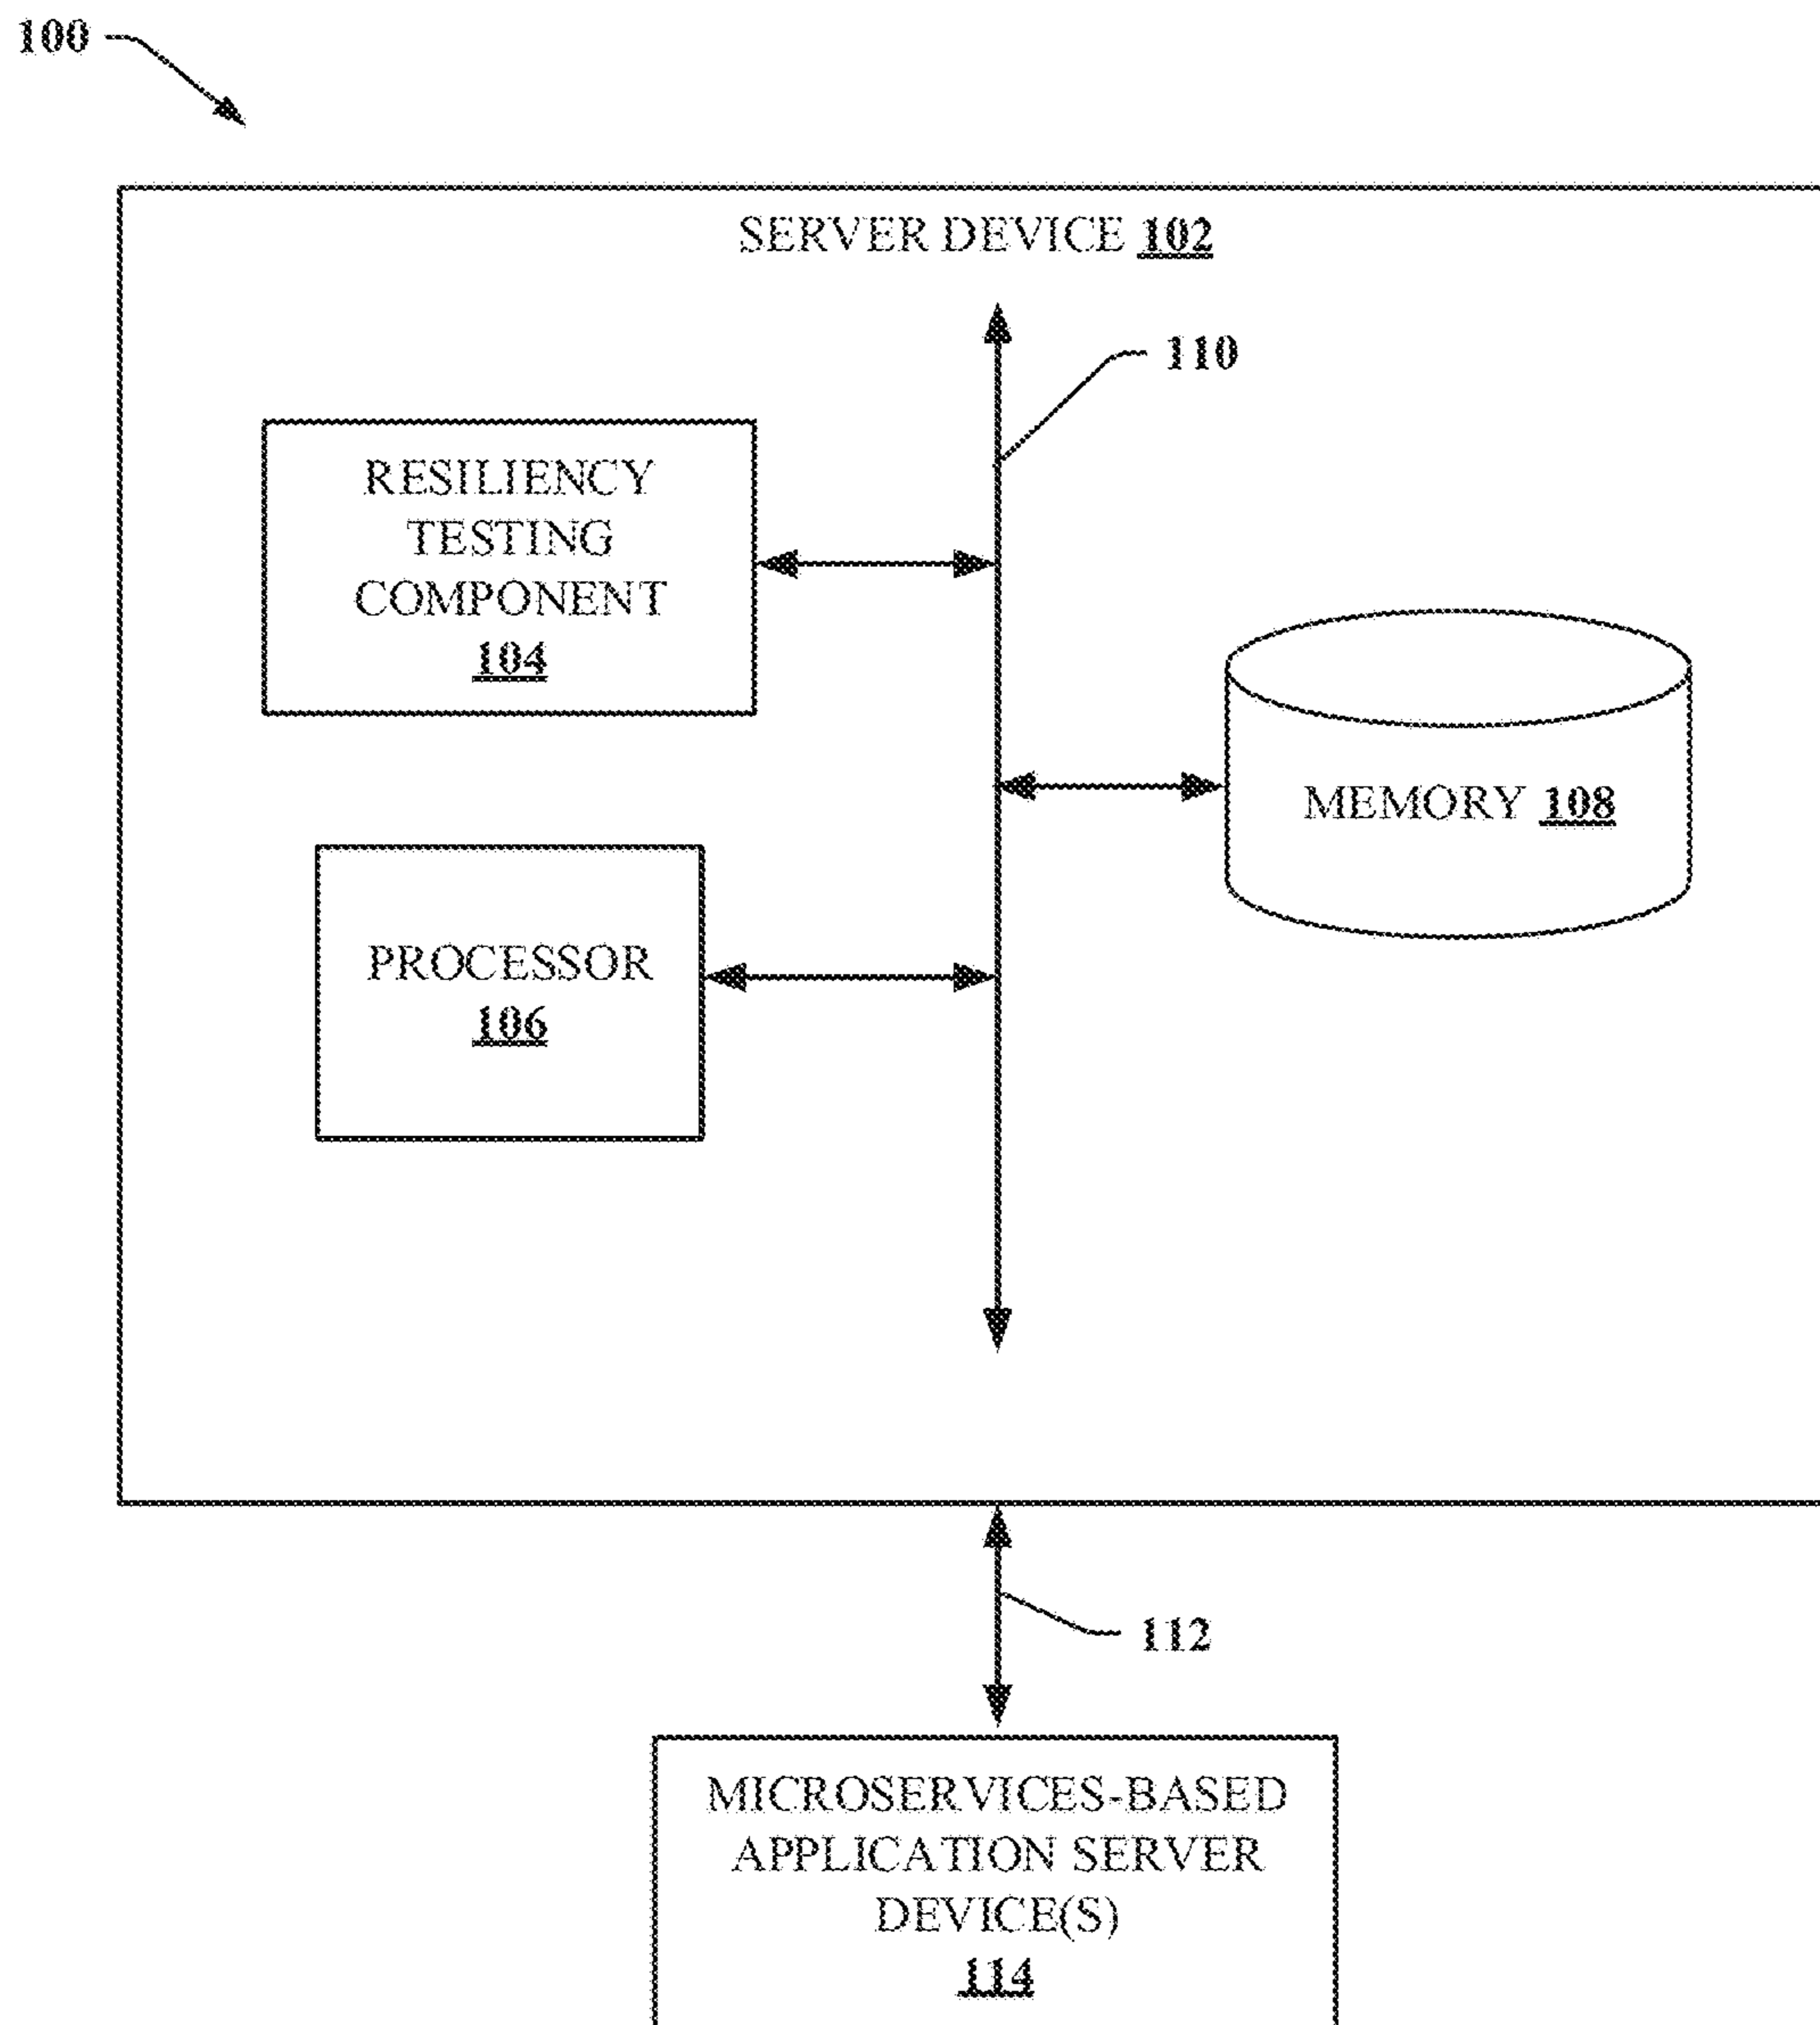 100
SERVER DEVICE 102
110
RESILIENCY
TESTING
COMPONENT
104
MEMORY 108
PROCESSOR
106
112
MICROSERVICES-BASED
APPLICATION SERVER
DEVICE(S)
114